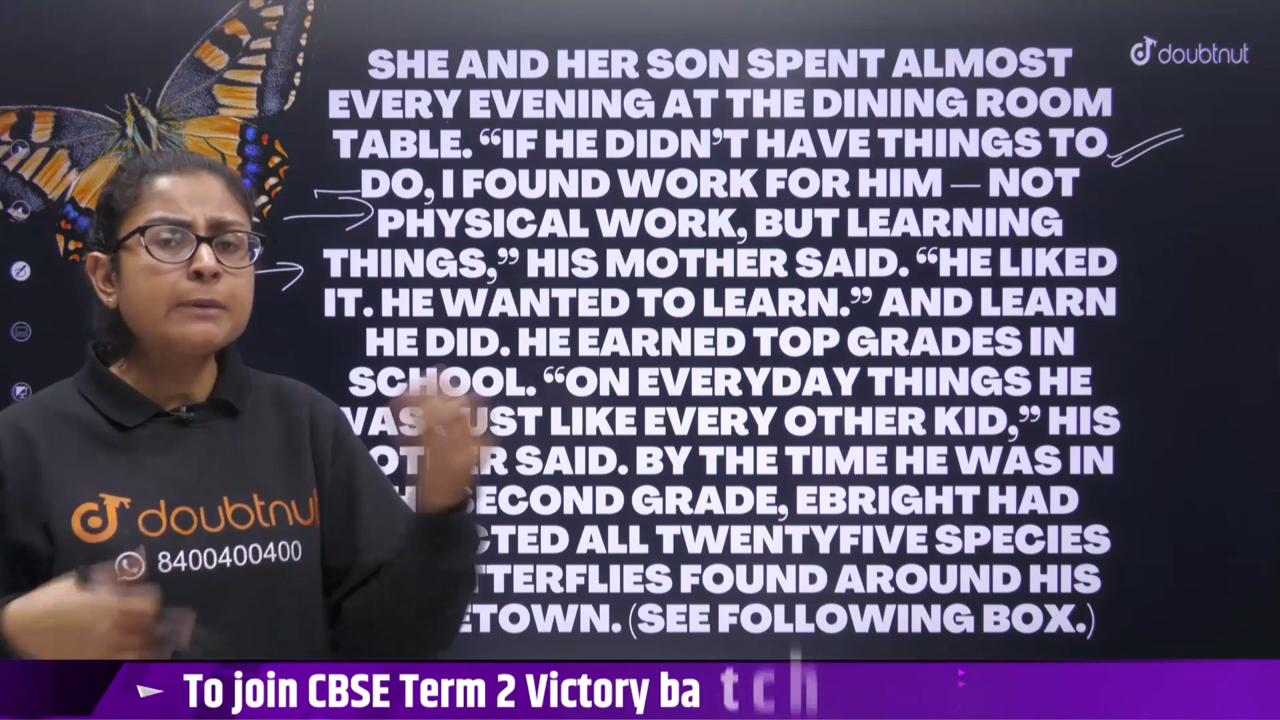 SHE AND HER SON SPENT ALMOST
EVERY EVENING AT THE DINING ROOM
TABLE. “IF HE DIDN’T HAVE THINGS TO
DO, I FOUND WORK FOR HIM — NOT
PHYSICAL WORK, BUT LEARNING
THINGS,” HIS MOTHER SAID. “HE LIKED
IT. HE WANTED TO LEARN.” AND LEARN
HE DID. HE EARNED TOP GRADES IN
SCHOOL. “ON EVERYDAY THINGS HE
LIKE EVERY OTHER KID,” HIS
SAID. BY THE TIME HE WAS IN
SECOND GRADE, EBRIGHT HAD
ALL TWENTYFIVE SPECIES
FOUND AROUND HIS
(SEE FOLLOWING BOX.)
doubtnut
doubtnut
8400400400
To join CBSE Term 2 Victory batch